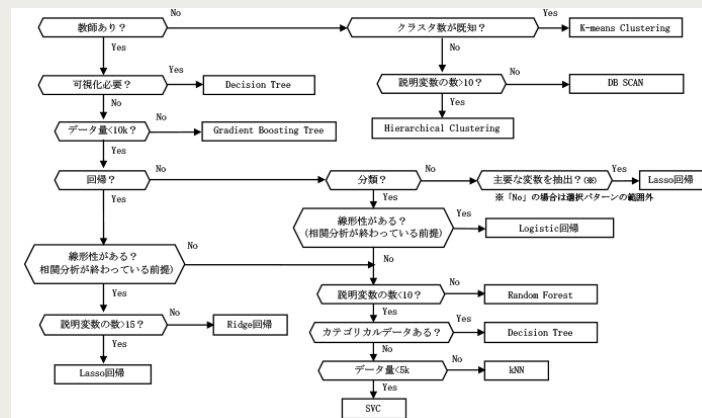 教師あり？
No
クラスタ数が既知？
Yes
K-means Clustering
Yes
No
可視化必要？
Yes
Decision Tree
説明変数の数>10？
No
DB SCAN
No
Yes
データ量<10k？
No
Gradient Boosting Tree
Hierarchical Clustering
Yes
回帰？
No
分類？
No
主要な変数を抽出？(※)
Yes
Lasso回帰
※「No」の場合は選択パターンの範囲外
Yes
Yes
線形性がある？
(相関分析が終わっている前提)
Yes
Logistic回帰
No
線形性がある？
相関分析が終わっている前提)
No
Yes
説明変数の数<10？
No
Random Forest
Yes
説明変数の数>15？
No
Ridge回帰
カテゴリカルデータある？
Yes
Decision Tree
Yes
No
Lasso回帰
データ量<5k
No
kNN
Yes
SVC